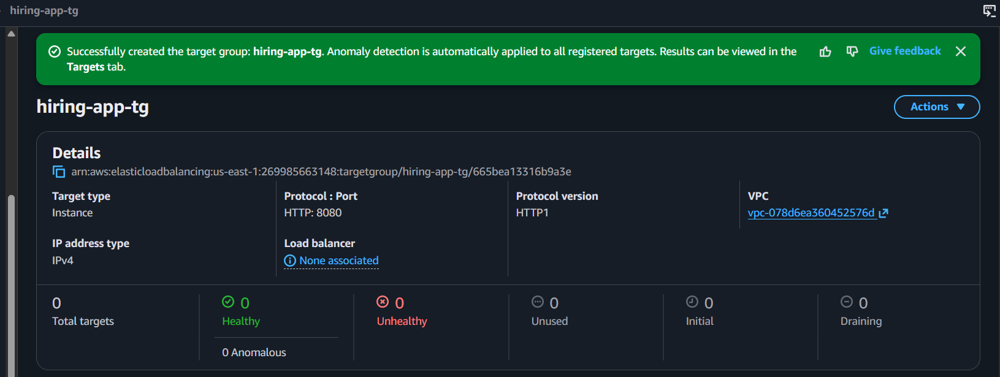 hiring-app-tg
Successfully created the target group: hiring-app-tg. Anomaly detection is automatically applied to all registered targets. Results can be viewed in the
Targets tab.
Give feedback
hiring-app-tg
Actions
Details
arn:aws:elasticloadbalancing:us-east-1:269985663148:targetgroup/hiring-app-tg/665bea13316b9a3e
Target type
Instance
Protocol : Port
HTTP: 8080
Protocol version
HTTP1
VPC
vpc-078d6ea360452576d
IP address type
IPv4
Load balancer
None associated
0
Total targets
0
Healthy
0 Anomalous
0
Unhealthy
0
Unused
0
Initial
0
Draining